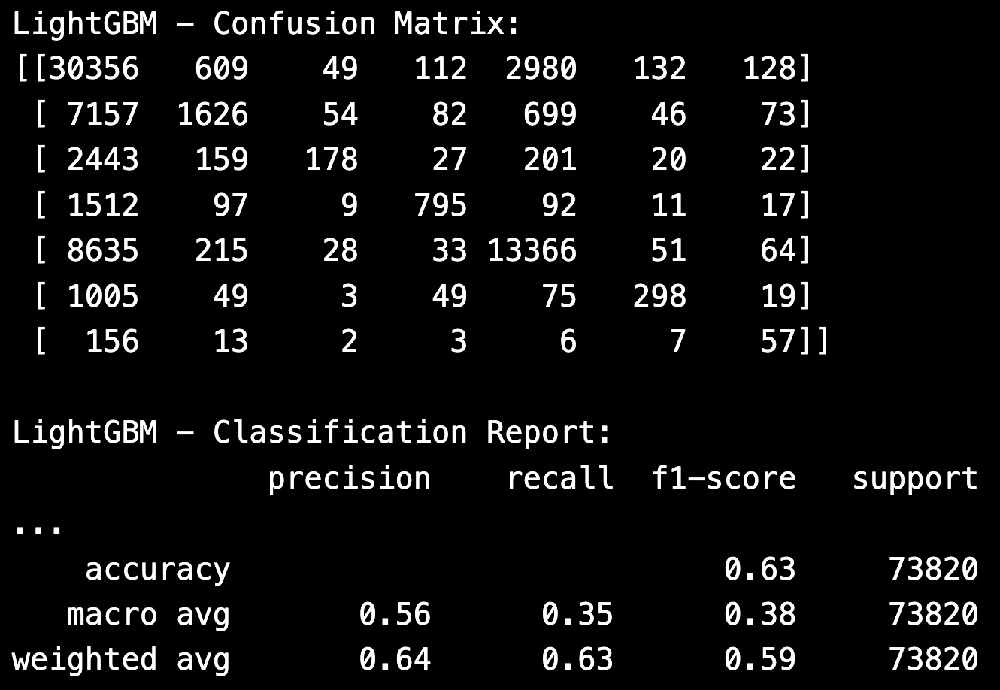 LightGBM – Confusion Matrix:
[[30356 609 49 112 2980 132 128]
[ 7157 1626 54 82 699 46 73]
[ 2443 159 178 27 201 20 22]
[ 1512 97 9 795 92 11 17]
[ 8635 215 28 33 13366 51 64]
[ 1005 49 3 49 75 298 19]
[ 156 13 2 3 6 7 57]]
LightGBM – Classification Report:
precision recall f1-score support
...
accuracy 0.63 73820
macro avg 0.56 0.35 0.38 73820
weighted avg 0.64 0.63 0.59 73820